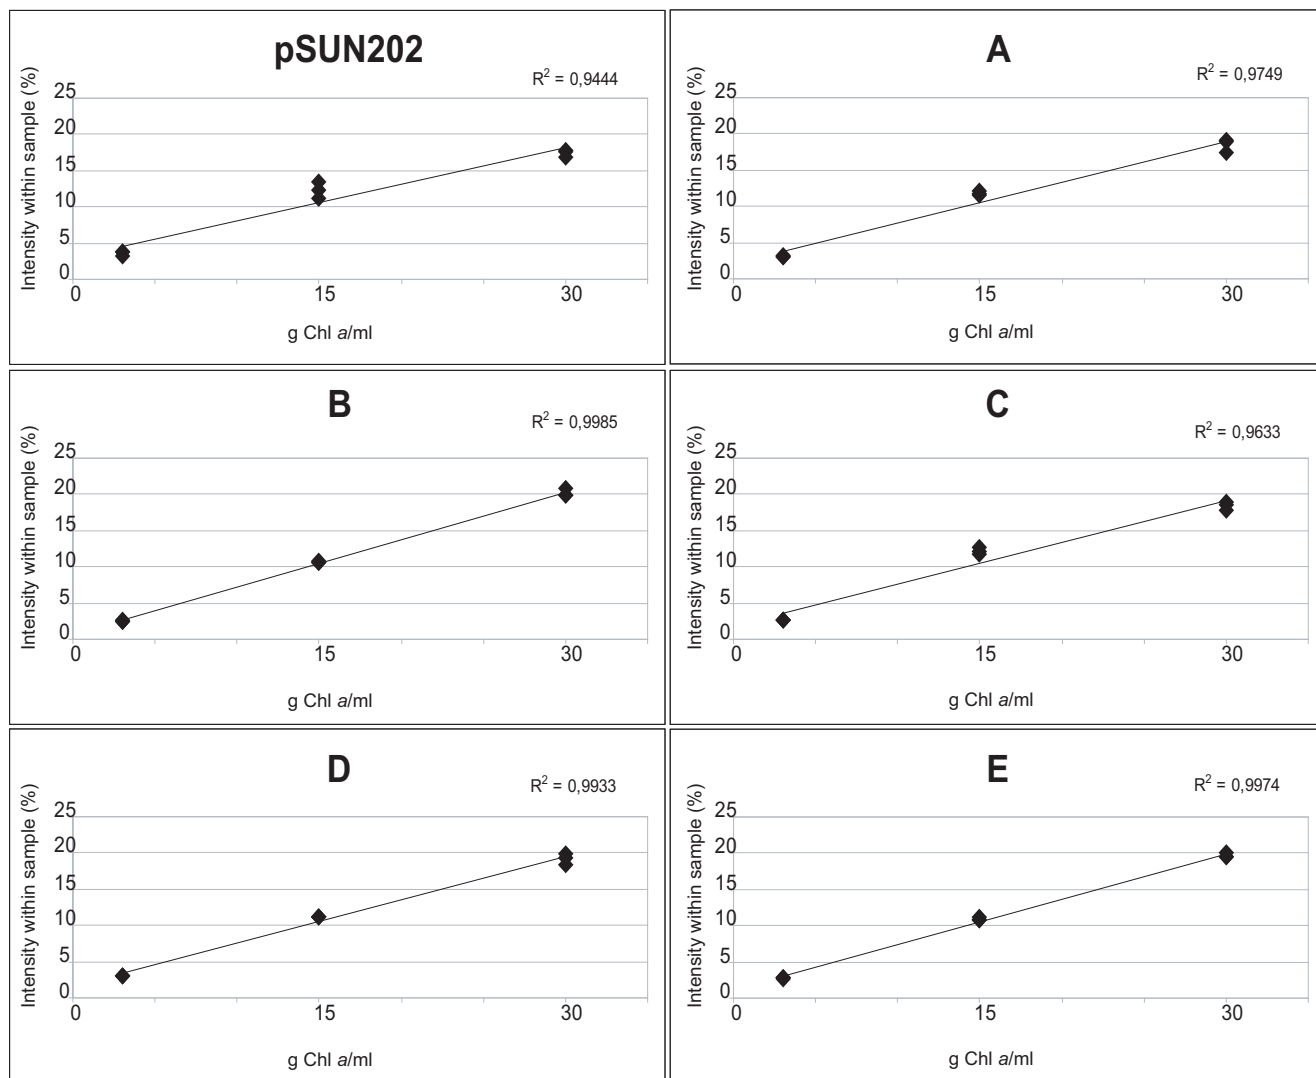 pSUN202
R² = 0,9444
Intensity within sample (%)
25
20
15
10
5
0
0 15 30
g Chl a/ml
A
R² = 0,9749
Intensity within sample (%)
25
20
15
10
5
0
0 15 30
g Chl a/ml
B
R² = 0,9985
Intensity within sample (%)
25
20
15
10
5
0
0 15 30
g Chl a/ml
C
R² = 0,9633
Intensity within sample (%)
25
20
15
10
5
0
0 15 30
g Chl a/ml
D
R² = 0,9933
Intensity within sample (%)
25
20
15
10
5
0
0 15 30
g Chl a/ml
E
R² = 0,9974
Intensity within sample (%)
25
20
15
10
5
0
0 15 30
g Chl a/ml